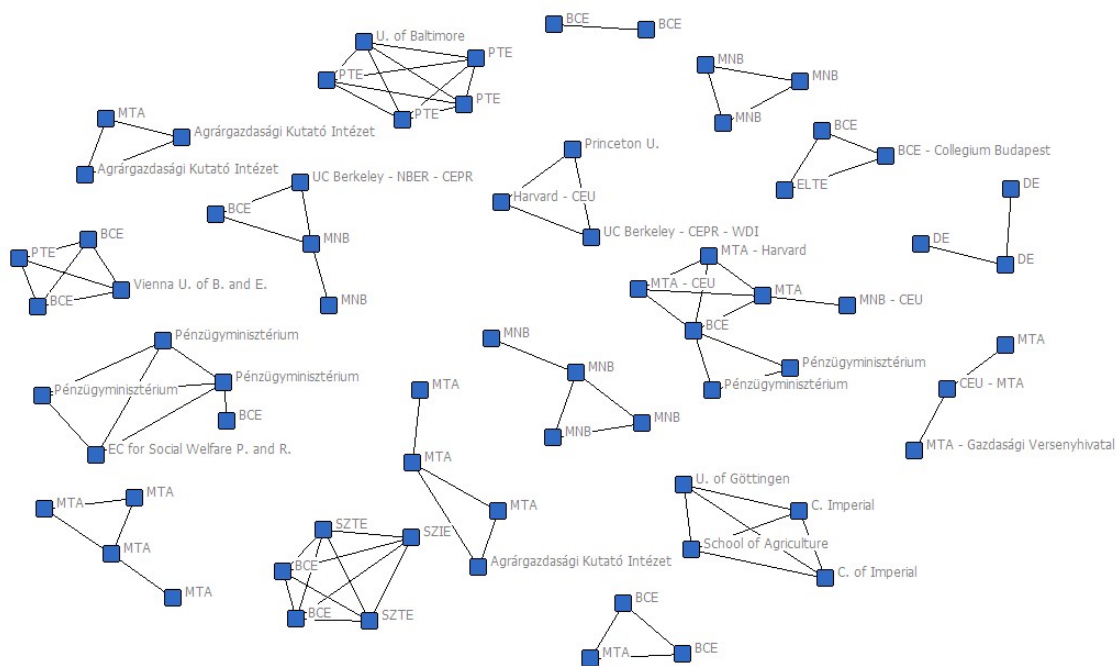 BCE
BCE
U. of Baltimore
PTE
PTE
PTE
PTE
MNB
MNB
MNB
MTA
Agrárgazdasági Kutató Intézet
Agrárgazdasági Kutató Intézet
BCE
BCE - Collegium Budapest
ELTE
Princeton U.
Harvard - CEU
UC Berkeley - CEPR - WDI
UC Berkeley - NBER - CEPR
BCE
MNB
MNB
DE
DE
DE
BCE
PTE
Vienna U. of B. and E.
BCE
MTA - Harvard
MTA - CEU
MTA
MNB - CEU
BCE
Pénzügyminisztérium
Pénzügyminisztérium
Pénzügyminisztérium
Pénzügyminisztérium
Pénzügyminisztérium
BCE
EC for Social Welfare P. and R.
MNB
MNB
MNB
MNB
MTA
CEU - MTA
MTA - Gazdasági Versenyhivatal
MTA
MTA
MTA
Agrárgazdasági Kutató Intézet
MTA
MTA
MTA
MTA
SZTE
SZIE
BCE
BCE
SZTE
U. of Göttingen
C. Imperial
School of Agriculture
C. of Imperial
BCE
MTA
BCE